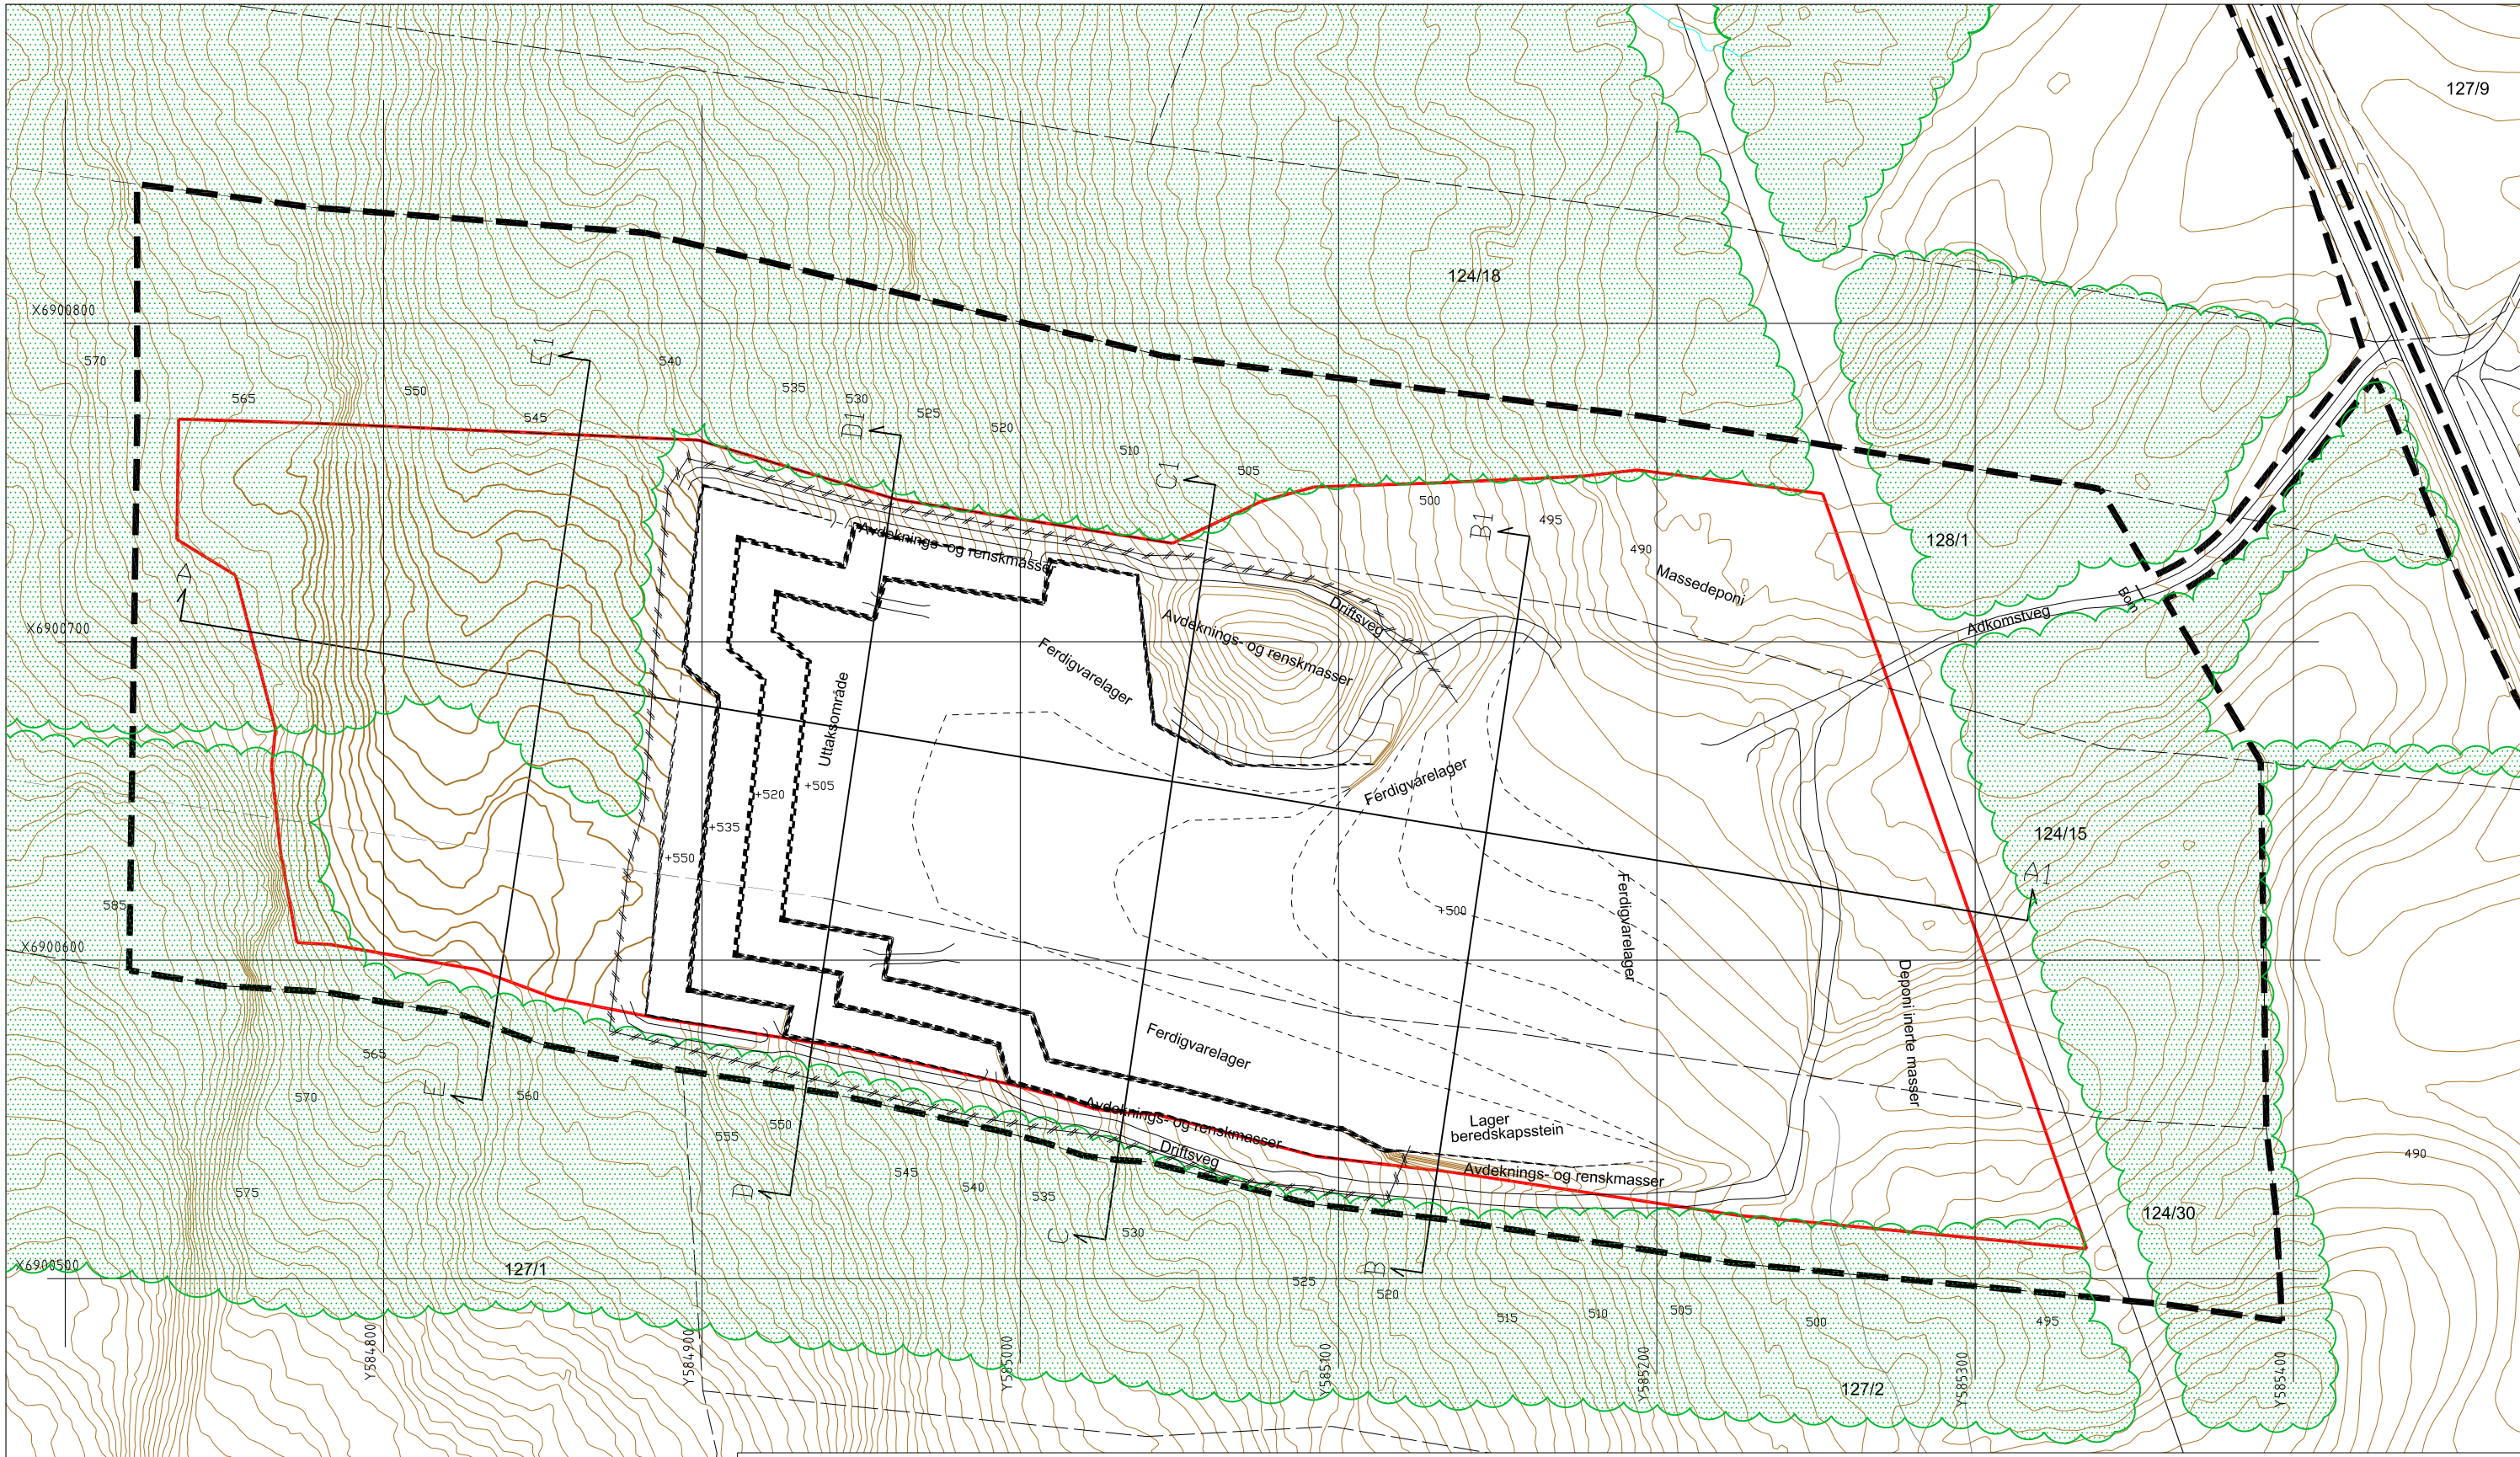 127/9
124/18
X6900800
570
565
550
545
E1
540
535
530
D1
525
520
510
C1
505
500
B1
495
490
Massedeponi
128/1
Bom
Adkomstveg
Avdeknings- og renskmasser
Driftsveg
Avdeknings- og renskmasser
X6900700
A
Ferdigvarelager
Uttaksområde
+505
+520
+535
+550
Ferdigvarelager
124/15
A1
585
+500
Ferdigvarelager
X6900600
Deponi inerte masser
Ferdigvarelager
565
570
E
560
555
550
Avdeknings- og renskmasser
Driftsveg
Lager
beredskapsstein
Avdeknings- og renskmasser
490
575
D
545
540
535
C
530
124/30
X6900500
127/1
B
525
520
515
510
505
500
495
Y584800
Y584900
Y585000
Y585100
Y585200
Y585300
Y585400
127/2